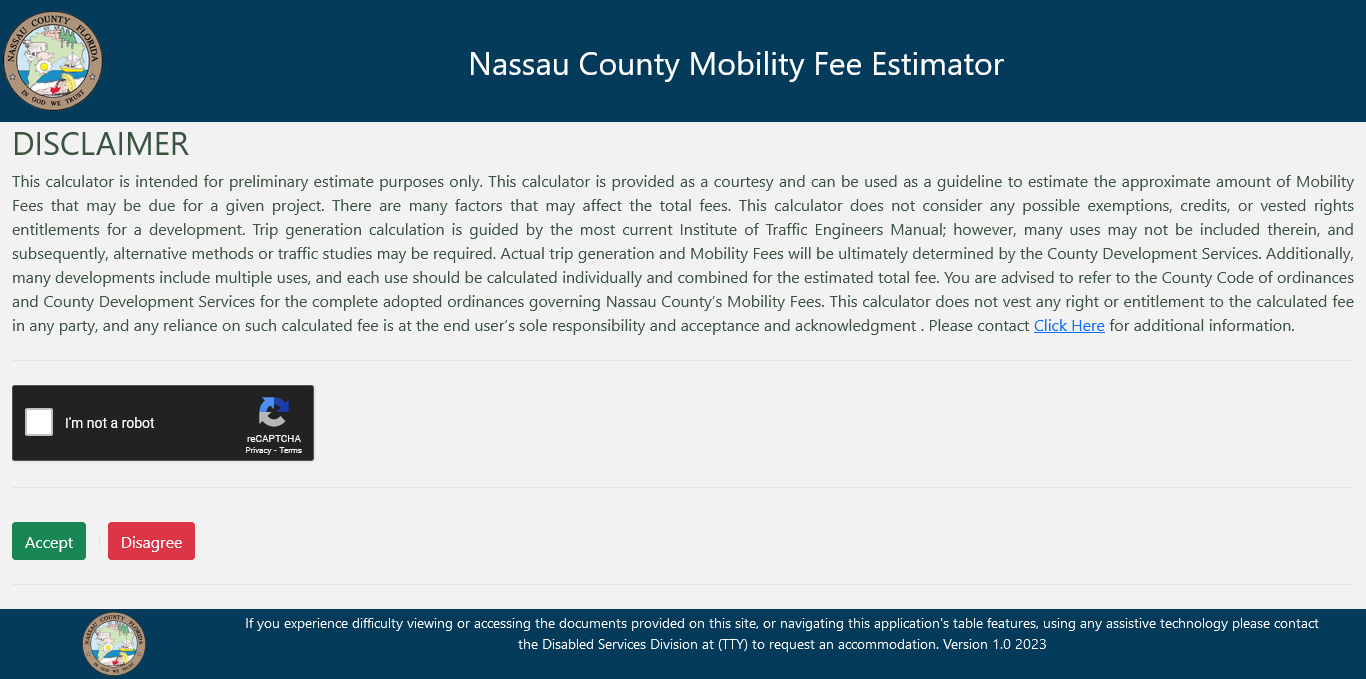 NASSAU COUNTY FLORIDA
IN GOD WE TRUST
Nassau County Mobility Fee Estimator
DISCLAIMER
This calculator is intended for preliminary estimate purposes only. This calculator is provided as a courtesy and can be used as a guideline to estimate the approximate amount of Mobility
Fees that may be due for a given project. There are many factors that may affect the total fees. This calculator does not consider any possible exemptions, credits, or vested rights
entitlements for a development. Trip generation calculation is guided by the most current Institute of Traffic Engineers Manual; however, many uses may not be included therein, and
subsequently, alternative methods or traffic studies may be required. Actual trip generation and Mobility Fees will be ultimately determined by the County Development Services. Additionally,
many developments include multiple uses, and each use should be calculated individually and combined for the estimated total fee. You are advised to refer to the County Code of ordinances
and County Development Services for the complete adopted ordinances governing Nassau County’s Mobility Fees. This calculator does not vest any right or entitlement to the calculated fee
in any party, and any reliance on such calculated fee is at the end user’s sole responsibility and acceptance and acknowledgment . Please contact Click Here for additional information.
I'm not a robot
reCAPTCHA
Privacy - Terms
Accept
Disagree
NASSAU COUNTY FLORIDA
IN GOD WE TRUST
If you experience difficulty viewing or accessing the documents provided on this site, or navigating this application's table features, using any assistive technology please contact
the Disabled Services Division at (TTY) to request an accommodation. Version 1.0 2023